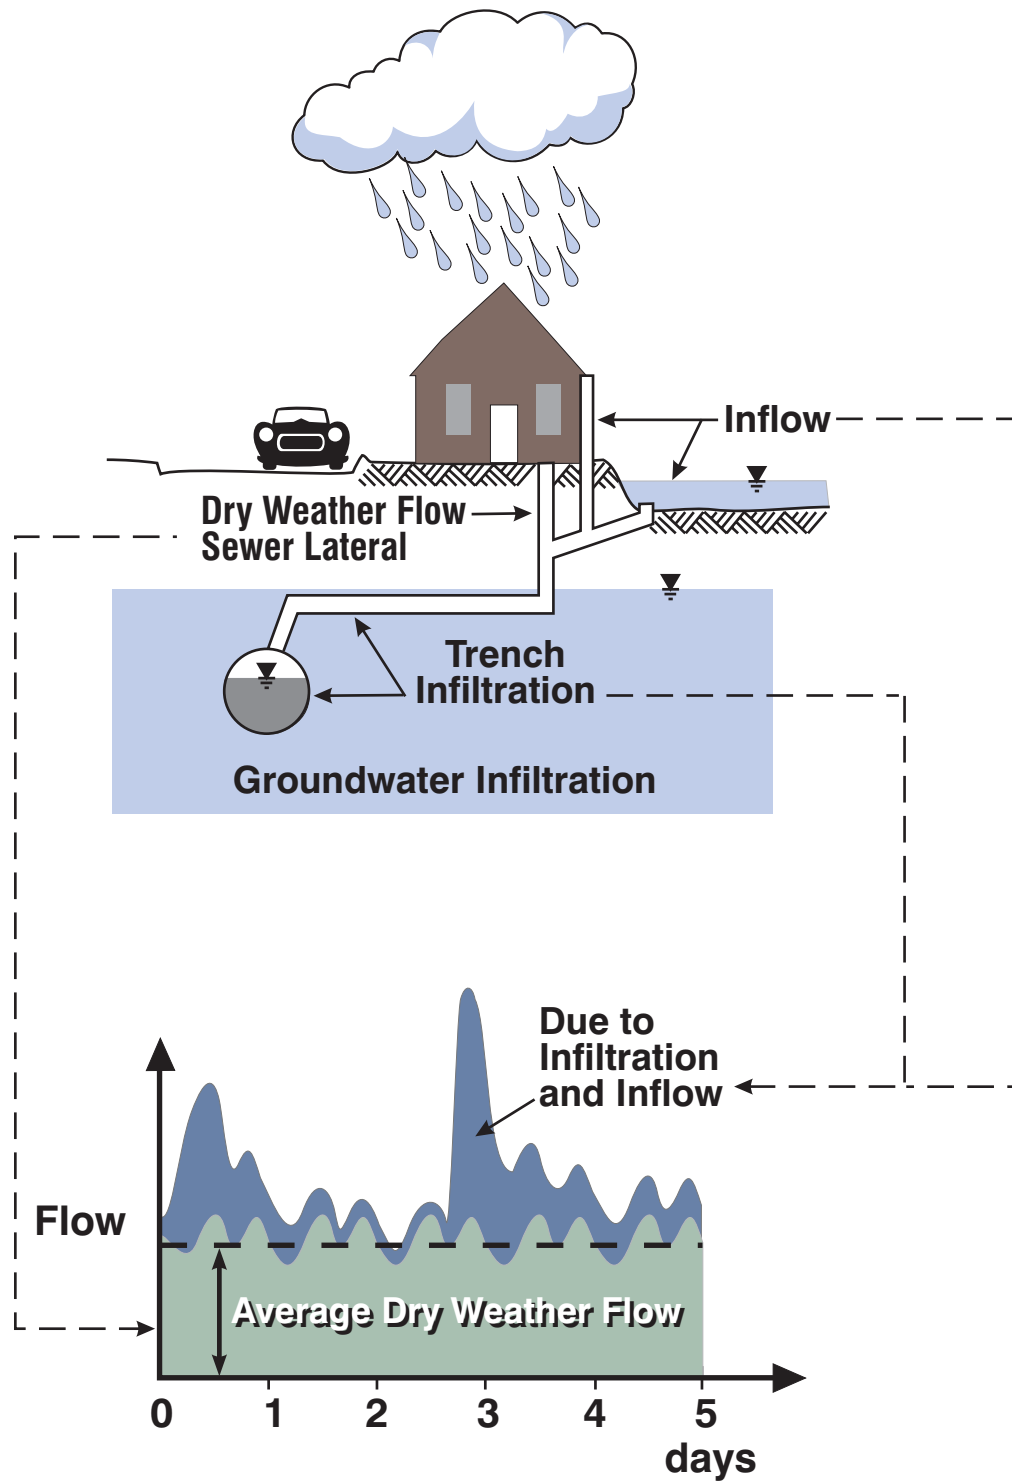 Inflow
Dry Weather Flow
Sewer Lateral
Trench
Infiltration
Groundwater Infiltration
Due to
Infiltration
and Inflow
Flow
Average Dry Weather Flow
0 1 2 3 4 5
days